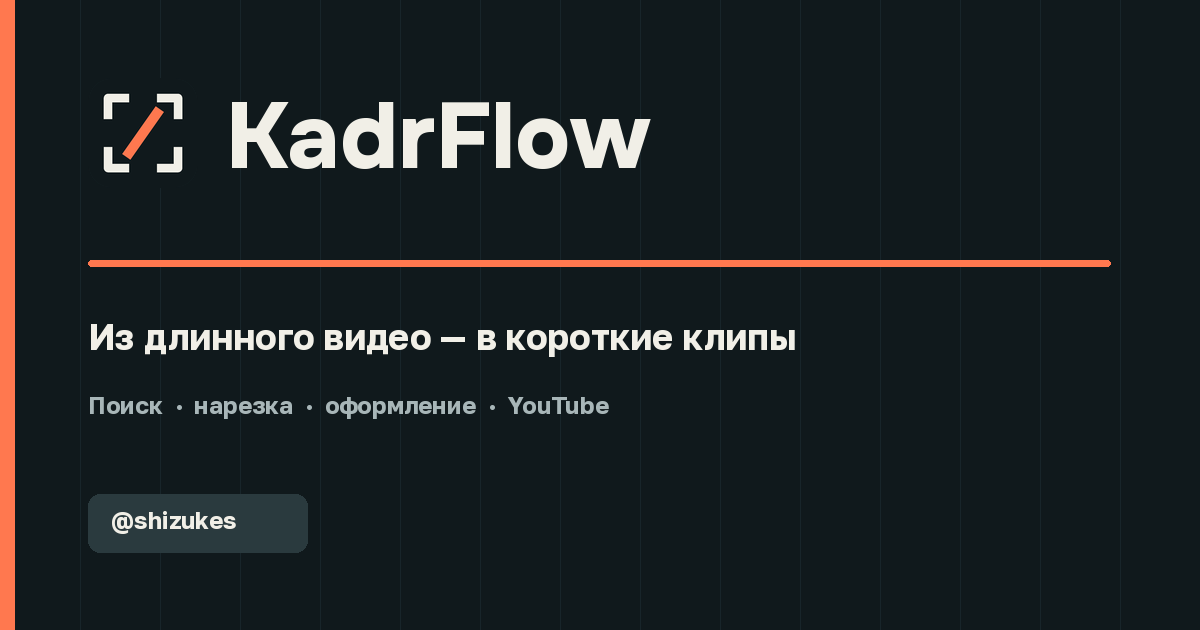 KadrFlow
Из длинного видео — в короткие клипы
Поиск · нарезка · оформление · YouTube
@shizukes